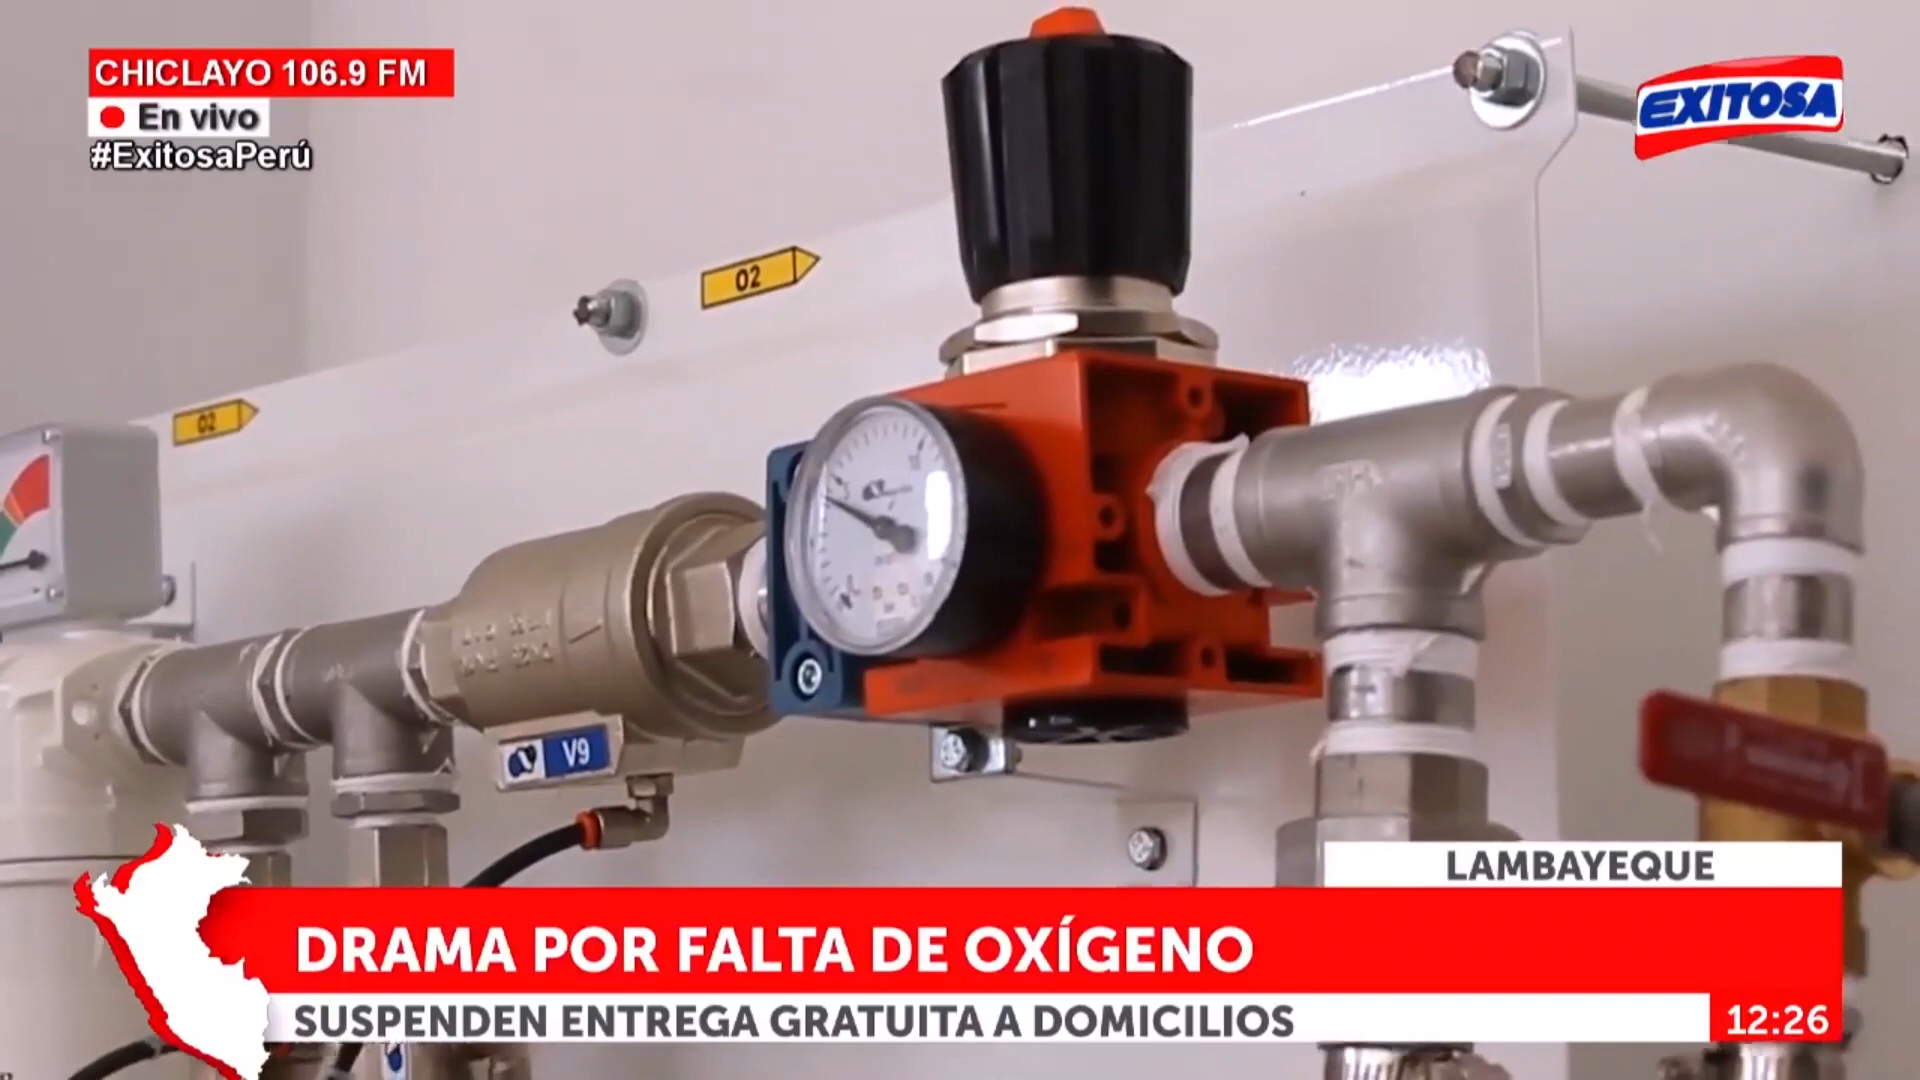 CHICLAYO 106.9 FM
En vivo
#ExitosaPerú
EXITOSA
O2
O2
V9
LAMBAYEQUE
DRAMA POR FALTA DE OXÍGENO
SUSPENDEN ENTREGA GRATUITA A DOMICILIOS
12:26